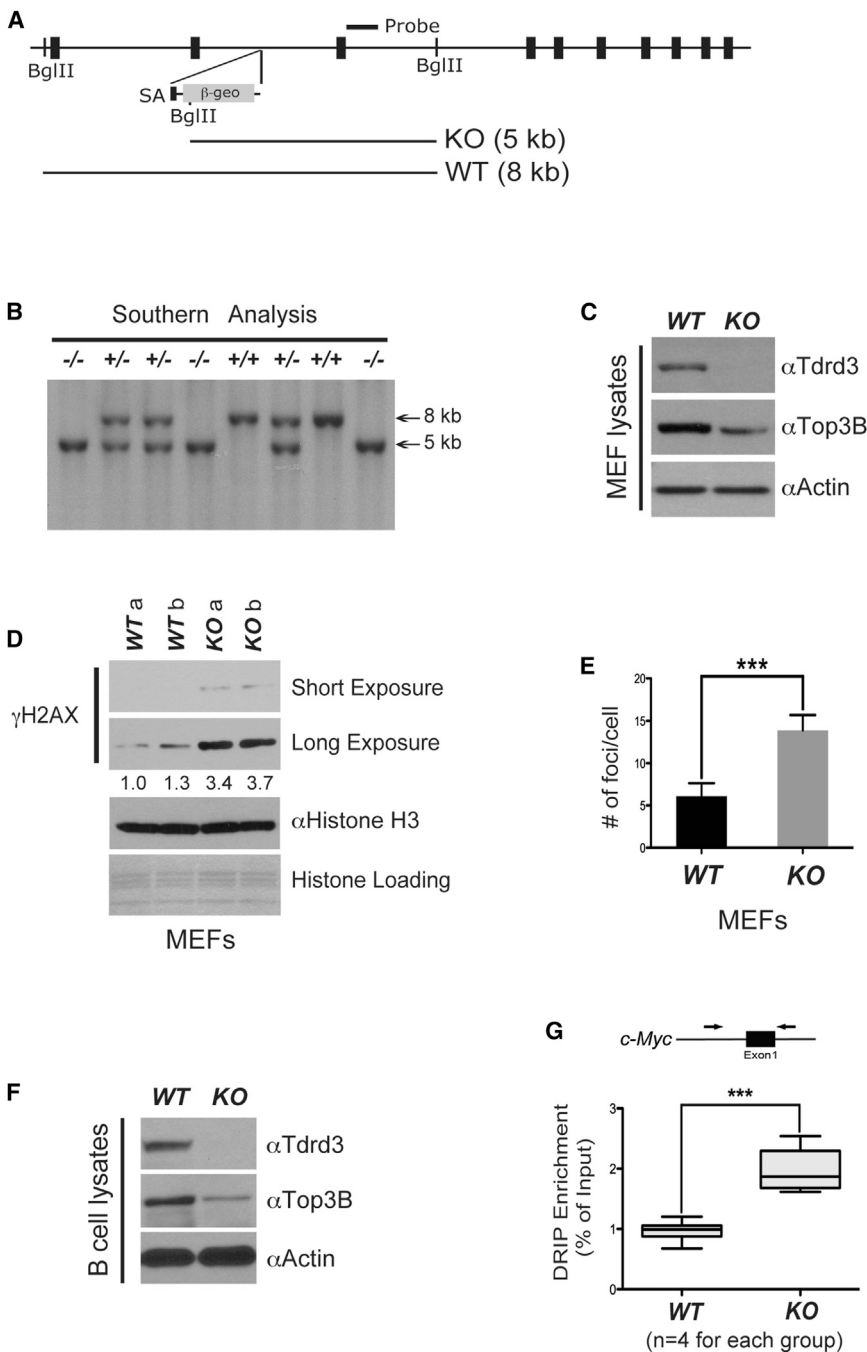 A
Probe
BglII
BglII
SA
β-geo
BglII
KO (5 kb)
WT (8 kb)
B
Southern Analysis
-/- +/- +/- -/- +/+ +/- +/+ -/-
8 kb
5 kb
C
WT KO
MEF lysates
αTdrd3
αTop3B
αActin
D
WT a WT b KO a KO b
γH2AX
Short Exposure
Long Exposure
1.0 1.3 3.4 3.7
αHistone H3
Histone Loading
MEFs
E
***
# of foci/cell
20
15
10
5
0
WT KO
MEFs
F
WT KO
B cell lysates
αTdrd3
αTop3B
αActin
G
c-Myc
Exon1
***
DRIP Enrichment
(% of Input)
3
2
1
0
WT KO
(n=4 for each group)